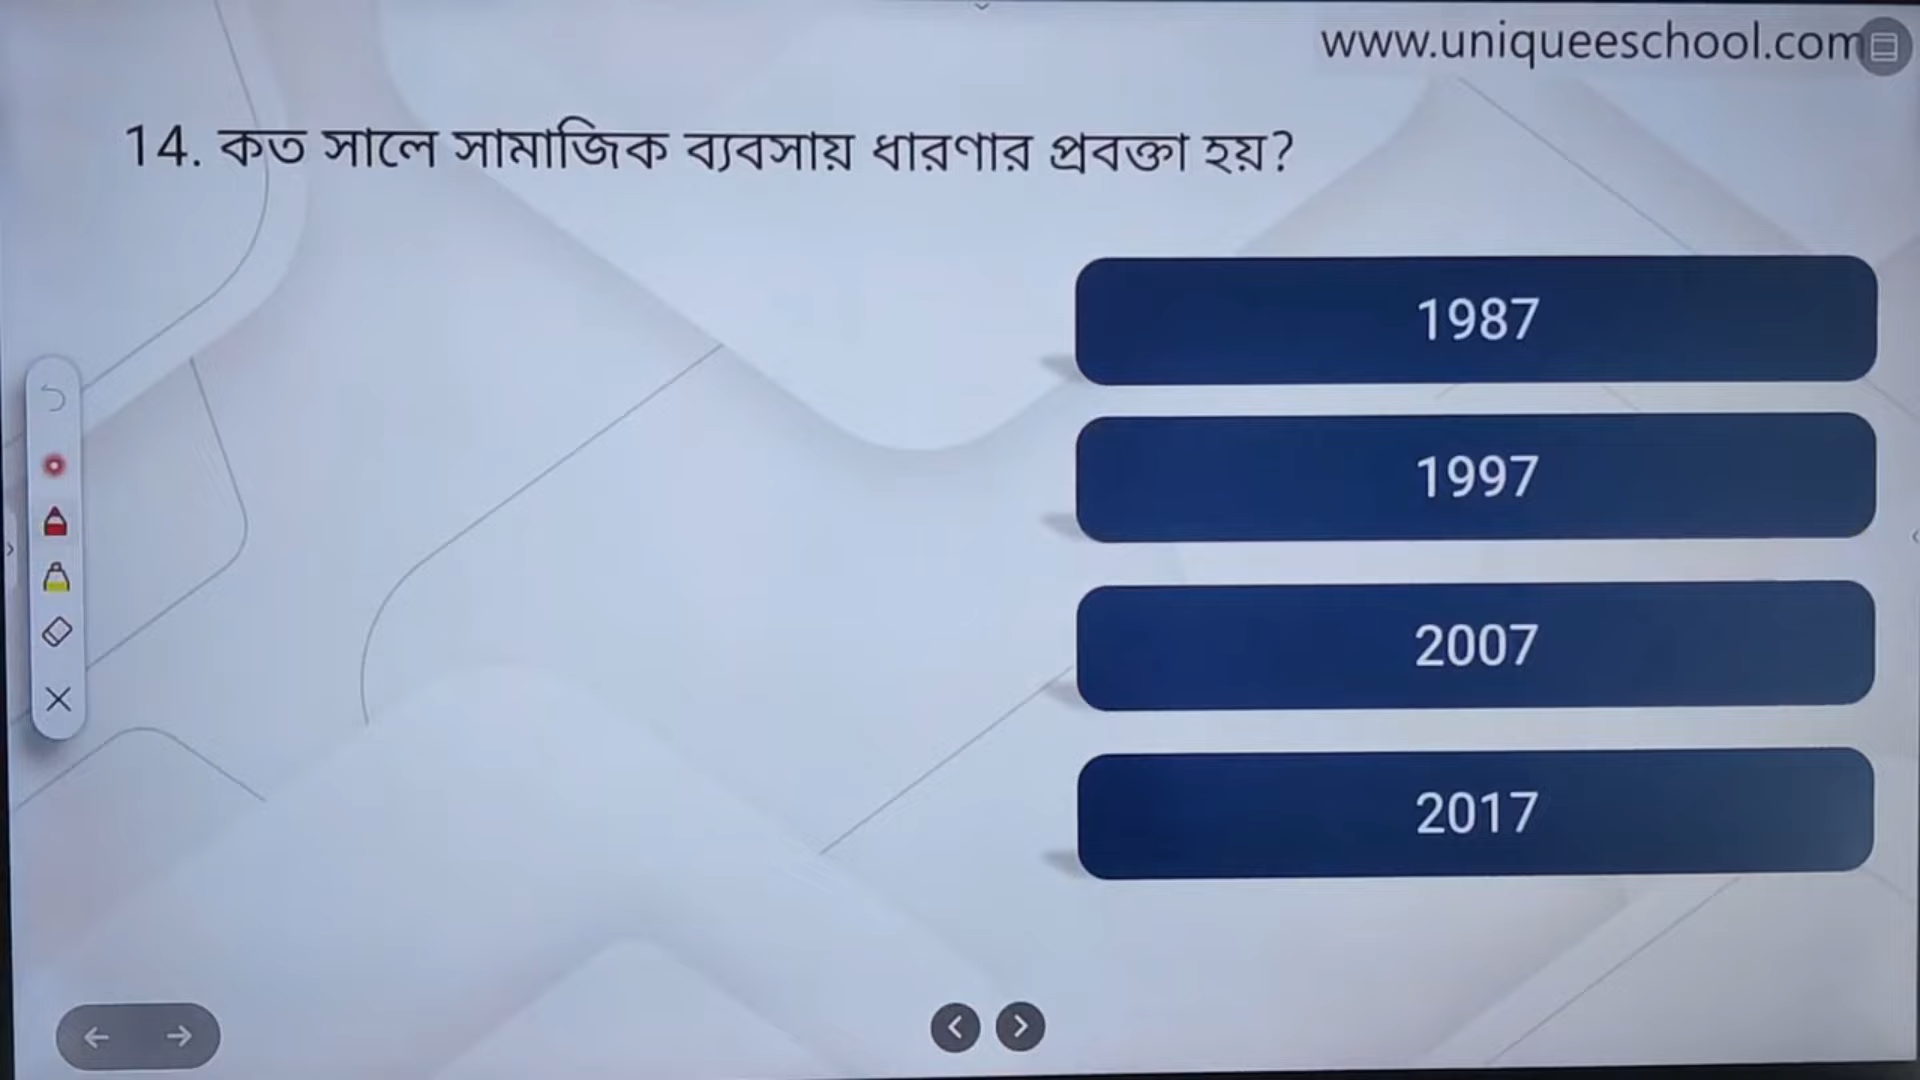 www.uniqueeschool.com
14. কত সালে সামাজিক ব্যবসায় ধারণার প্রবক্তা হয়?
1987
1997
2007
2017